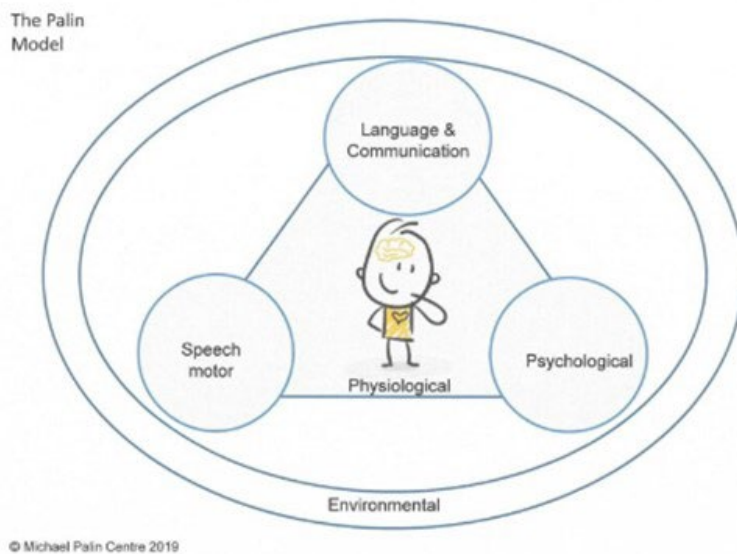 The Palin
Model
Language &
Communication
Speech
motor
Psychological
Physiological
Environmental
© Michael Palin Centre 2019